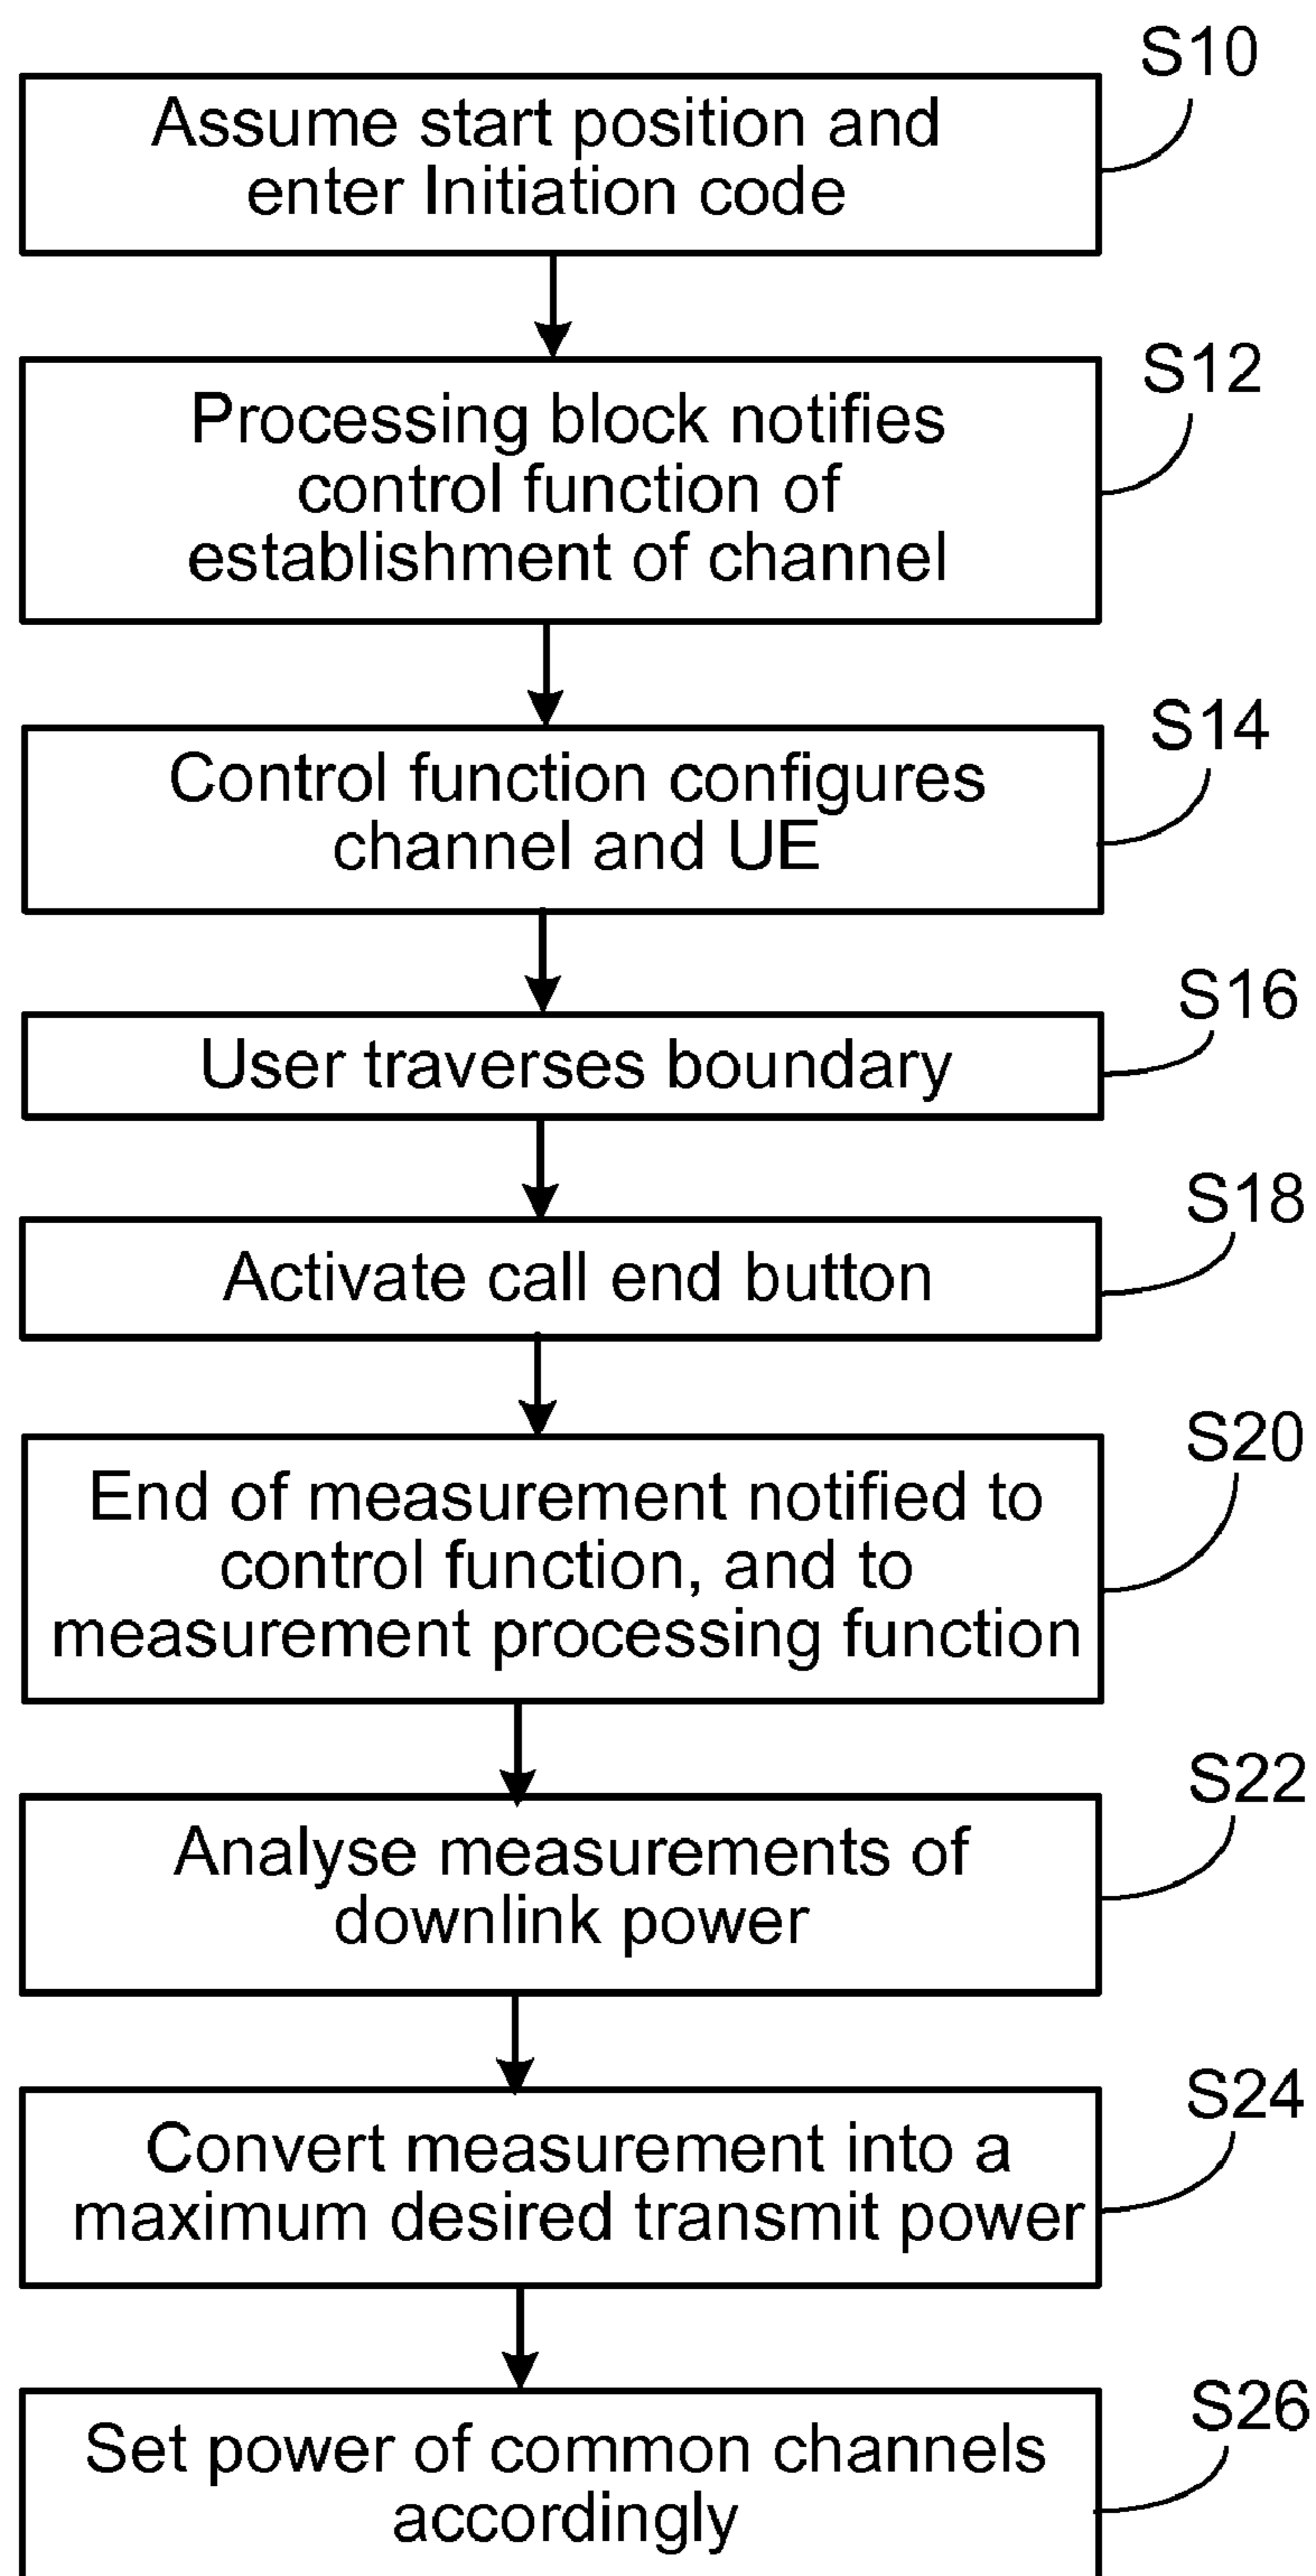 S10
Assume start position and
enter Initiation code
S12
Processing block notifies
control function of
establishment of channel
S14
Control function configures
channel and UE
S16
User traverses boundary
S18
Activate call end button
S20
End of measurement notified to
control function, and to
measurement processing function
S22
Analyse measurements of
downlink power
S24
Convert measurement into a
maximum desired transmit power
S26
Set power of common channels
accordingly